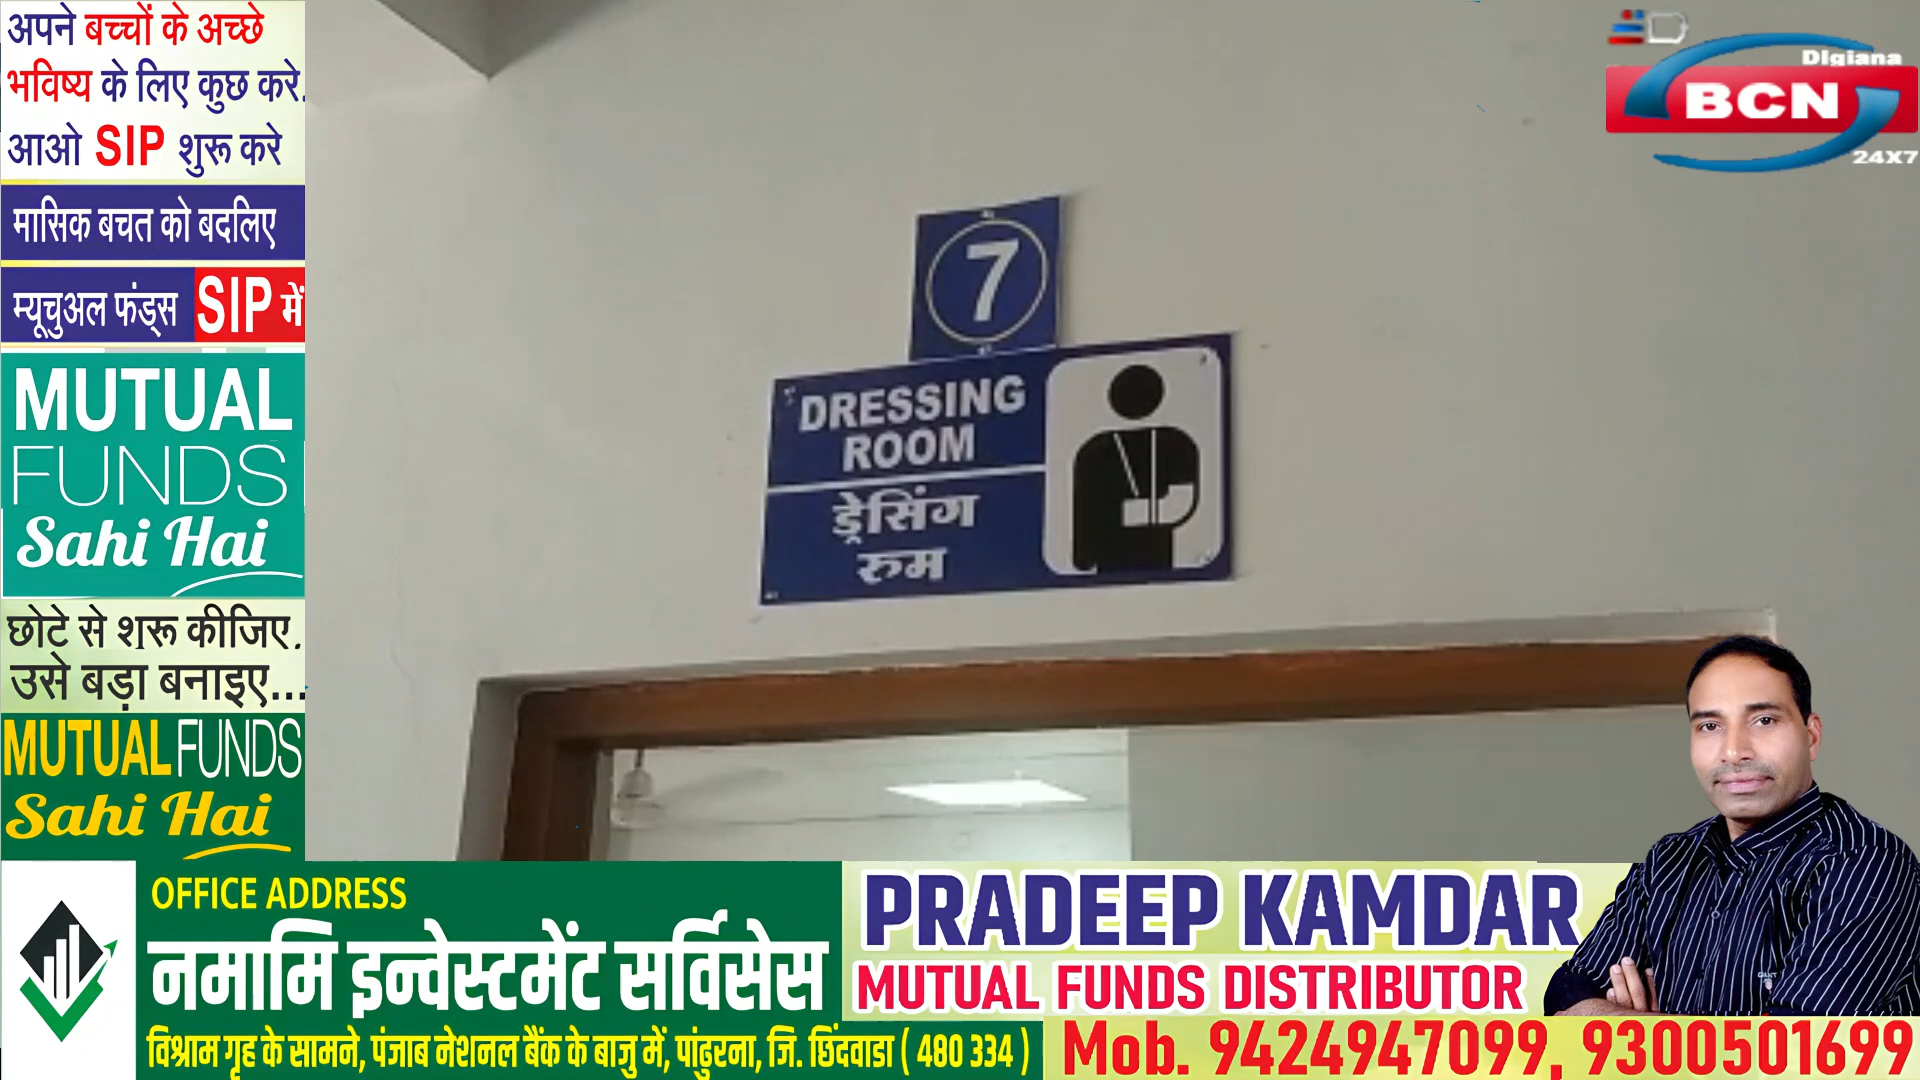 अपने बच्चों के अच्छे
भविष्य के लिए कुछ करे.
आओ SIP शुरू करे
मासिक बचत को बदलिए
म्यूचुअल फंड्स SIP में
MUTUAL
FUNDS
Sahi Hai
छोटे से शुरू कीजिए.
उसे बड़ा बनाइए...
MUTUAL FUNDS
Sahi Hai
Digiana
BCN
24X7
7
DRESSING
ROOM
ड्रेसिंग
रुम
OFFICE ADDRESS
नमामि इन्वेस्टमेंट सर्विसेस
विश्राम गृह के सामने, पंजाब नेशनल बैंक के बाजु में, पांढुरना, जि. छिंदवाडा ( 480 334 )
PRADEEP KAMDAR
MUTUAL FUNDS DISTRIBUTOR
Mob. 9424947099, 9300501699